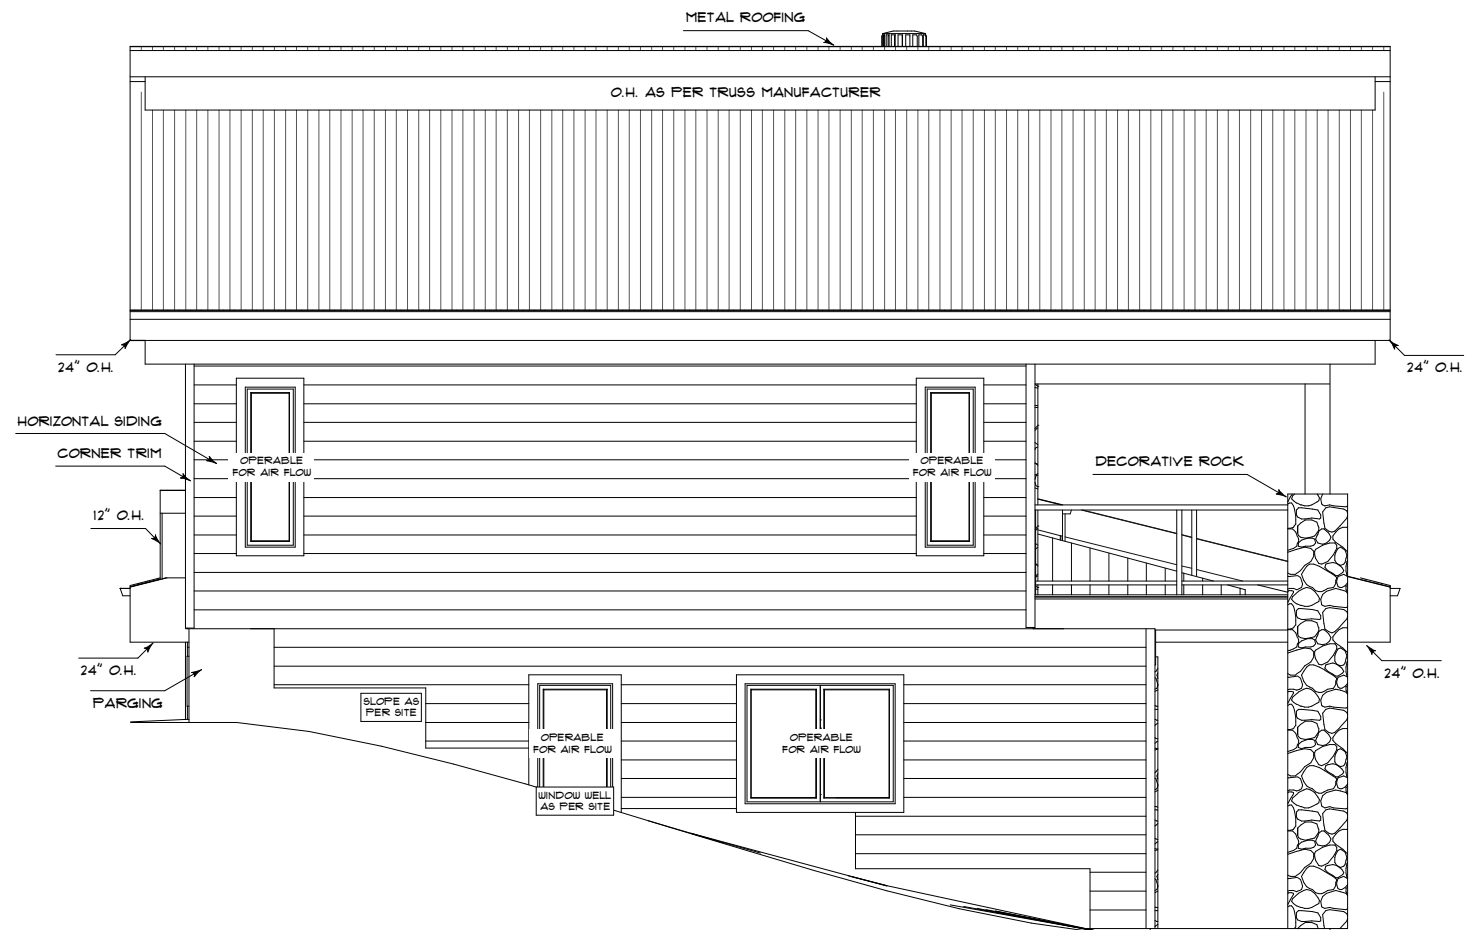 METAL ROOFING
O.H. AS PER TRUSS MANUFACTURER
24" O.H.
24" O.H.
HORIZONTAL SIDING
CORNER TRIM
OPERABLE
FOR AIR FLOW
OPERABLE
FOR AIR FLOW
DECORATIVE ROCK
12" O.H.
24" O.H.
24" O.H.
PARGING
SLOPE AS
PER SITE
OPERABLE
FOR AIR FLOW
OPERABLE
FOR AIR FLOW
WINDOW WELL
AS PER SITE